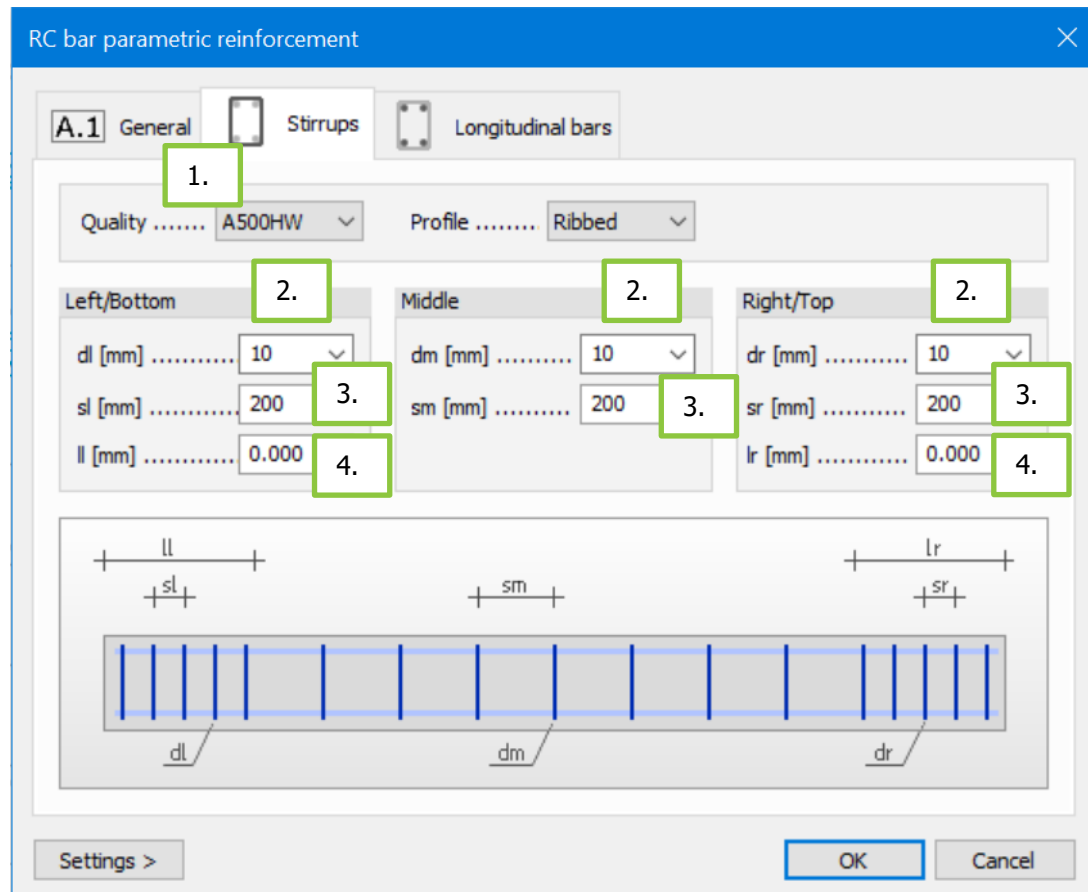 RC bar parametric reinforcement
A.1 General Stirrups Longitudinal bars
1.
Quality ....... A500HW Profile ........ Ribbed
2. 2. 2.
Left/Bottom Middle Right/Top
dl [mm] ........... 10 dm [mm] .......... 10 dr [mm] ........... 10
3. 3. 3.
sl [mm] ............ 200 sm [mm] .......... 200 sr [mm] ........... 200
ll [mm] ............ 0.000 lr [mm] ............ 0.000
4. 4.
ll lr
sl sm sr
dl dm dr
Settings > OK Cancel